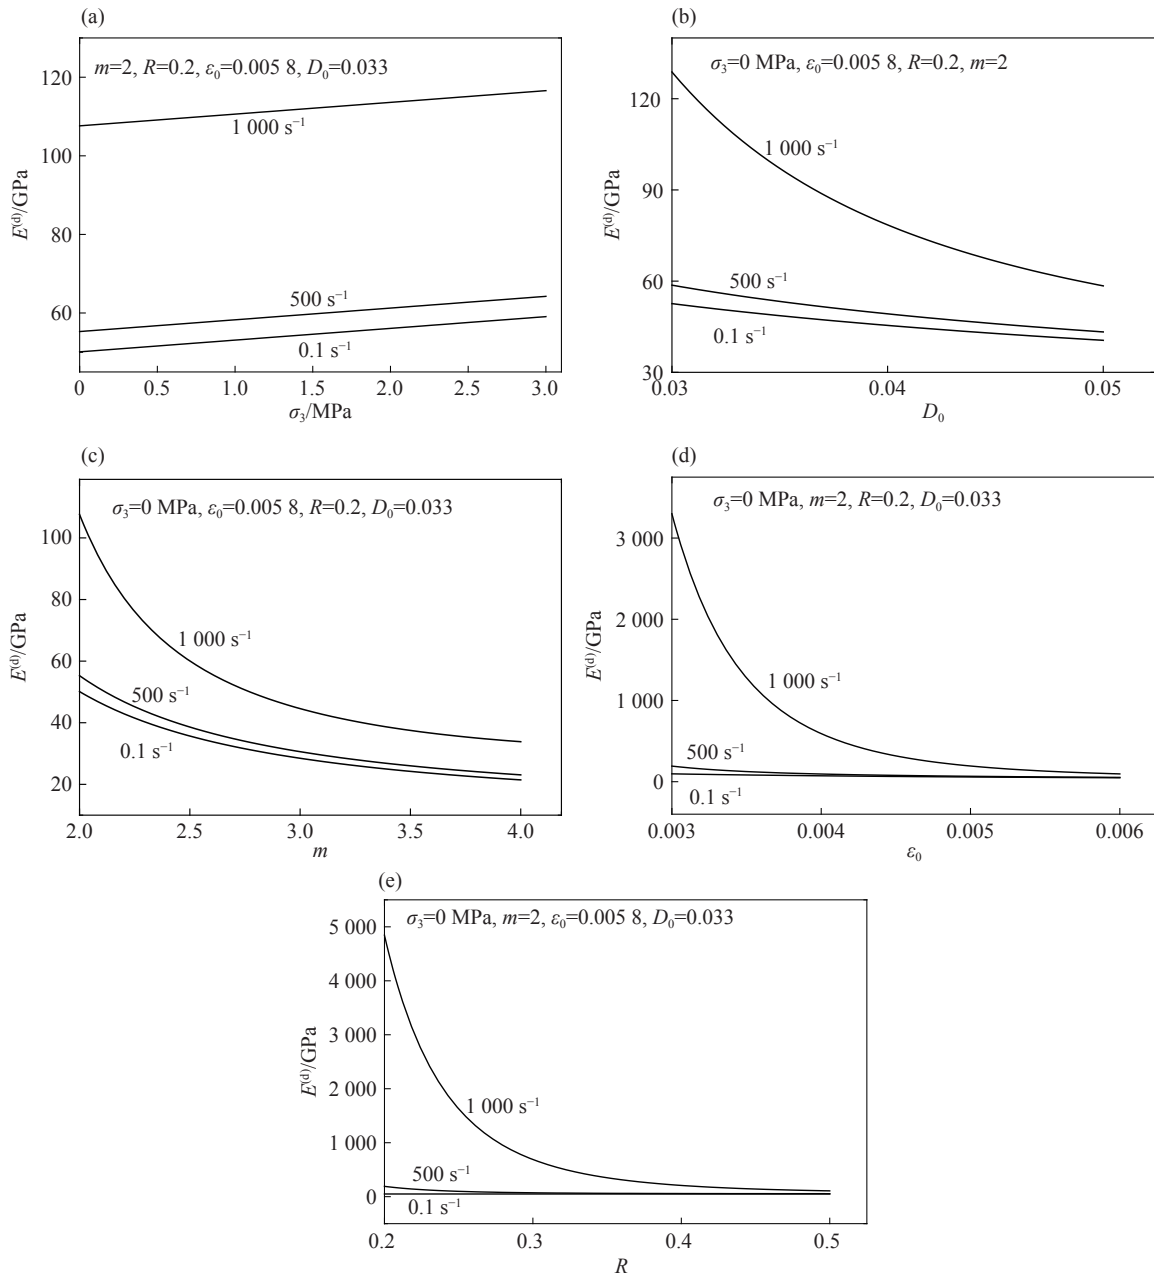 (a)
m=2, R=0.2, ε₀=0.005 8, D₀=0.033
120
100
80
60
E⁽ᵈ⁾/GPa
1 000 s⁻¹
500 s⁻¹
0.1 s⁻¹
0 0.5 1.0 1.5 2.0 2.5 3.0
σ₃/MPa
(b)
σ₃=0 MPa, ε₀=0.005 8, R=0.2, m=2
120
90
60
30
E⁽ᵈ⁾/GPa
1 000 s⁻¹
500 s⁻¹
0.1 s⁻¹
0.03 0.04 0.05
D₀
(c)
σ₃=0 MPa, ε₀=0.005 8, R=0.2, D₀=0.033
100
80
60
40
20
E⁽ᵈ⁾/GPa
1 000 s⁻¹
500 s⁻¹
0.1 s⁻¹
2.0 2.5 3.0 3.5 4.0
m
(d)
σ₃=0 MPa, m=2, R=0.2, D₀=0.033
3 000
2 000
1 000
0
E⁽ᵈ⁾/GPa
1 000 s⁻¹
500 s⁻¹
0.1 s⁻¹
0.003 0.004 0.005 0.006
ε₀
(e)
σ₃=0 MPa, m=2, ε₀=0.005 8, D₀=0.033
5 000
4 000
3 000
2 000
1 000
0
E⁽ᵈ⁾/GPa
1 000 s⁻¹
500 s⁻¹
0.1 s⁻¹
0.2 0.3 0.4 0.5
R